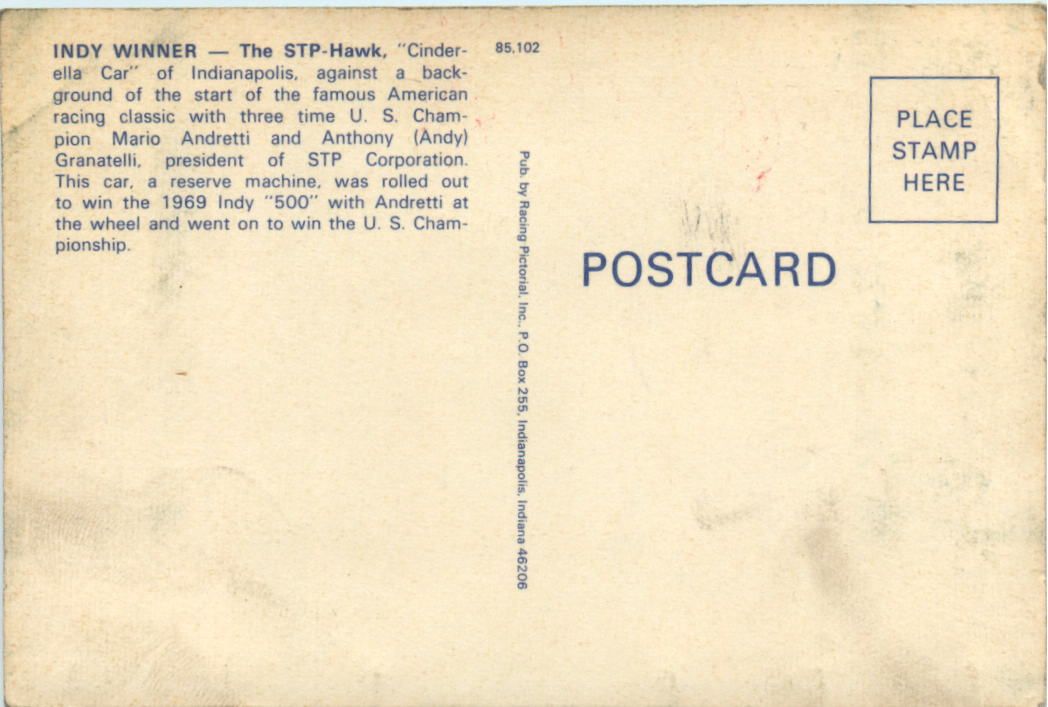 INDY WINNER — The STP-Hawk, "Cinder-
ella Car" of Indianapolis, against a back-
ground of the start of the famous American
racing classic with three time U. S. Cham-
pion Mario Andretti and Anthony (Andy)
Granatelli, president of STP Corporation.
This car, a reserve machine, was rolled out
to win the 1969 Indy "500" with Andretti at
the wheel and went on to win the U. S. Cham-
pionship.
85,102
Pub. by Racing Pictorial, Inc., P.O. Box 255, Indianapolis, Indiana 46206
PLACE
STAMP
HERE
POSTCARD